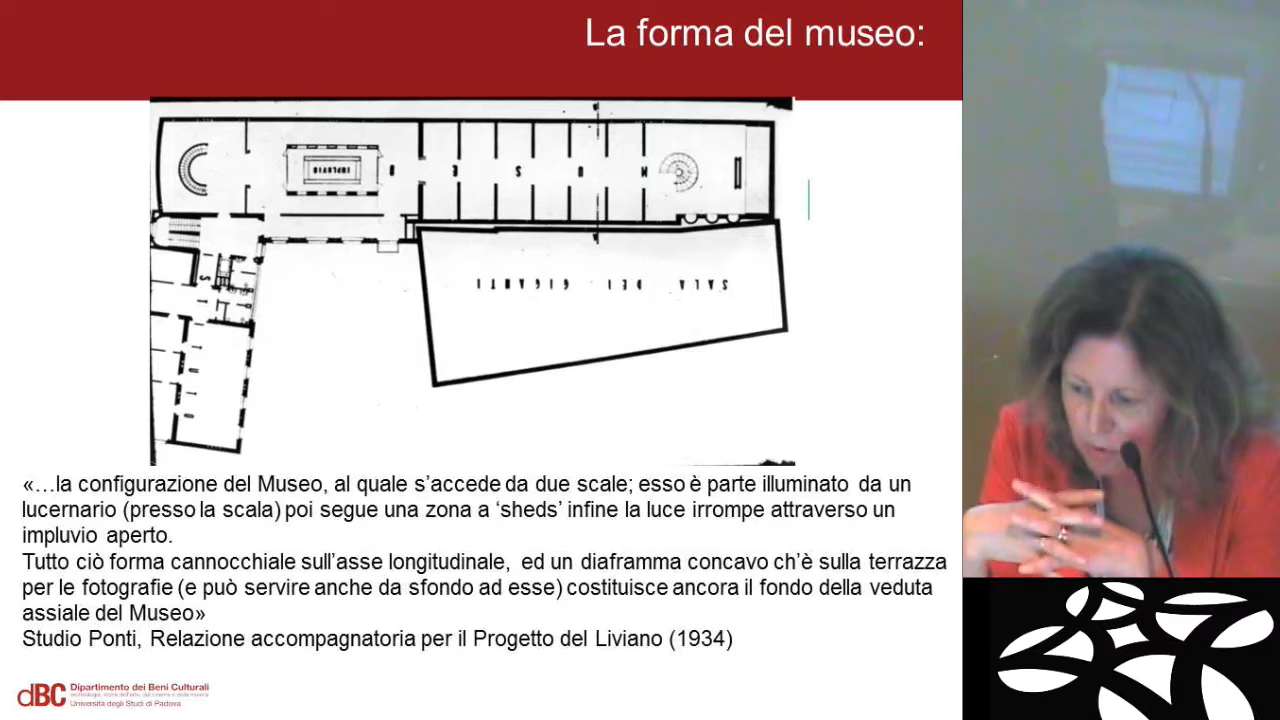 La forma del museo:
IMPLUVIO
M U S E O
SALA DEI GIGANTI
«…la configurazione del Museo, al quale s’accede da due scale; esso è parte illuminato da un
lucernario (presso la scala) poi segue una zona a ‘sheds’ infine la luce irrompe attraverso un
impluvio aperto.
Tutto ciò forma cannocchiale sull’asse longitudinale, ed un diaframma concavo ch’è sulla terrazza
per le fotografie (e può servire anche da sfondo ad esse) costituisce ancora il fondo della veduta
assiale del Museo»
Studio Ponti, Relazione accompagnatoria per il Progetto del Liviano (1934)
dBC Dipartimento dei Beni Culturali
Università degli Studi di Padova